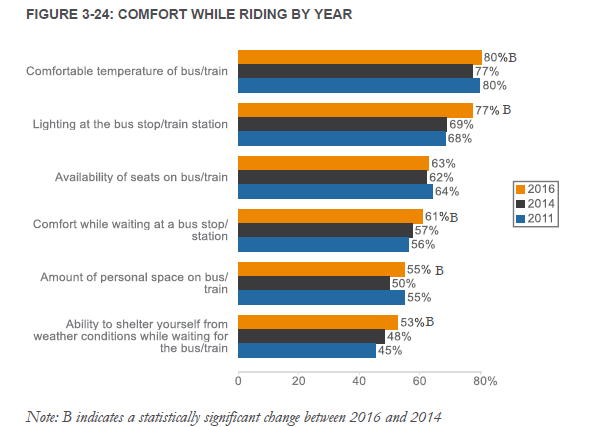 FIGURE 3-24: COMFORT WHILE RIDING BY YEAR
Comfortable temperature of bus/train
80%B
77%
80%
Lighting at the bus stop/train station
77% B
69%
68%
Availability of seats on bus/train
63%
62%
64%
Comfort while waiting at a bus stop/
station
61%B
57%
56%
Amount of personal space on bus/
train
55% B
50%
55%
Ability to shelter yourself from
weather conditions while waiting for
the bus/train
53%B
48%
45%
2016
2014
2011
0 20 40 60 80%
Note: B indicates a statistically significant change between 2016 and 2014